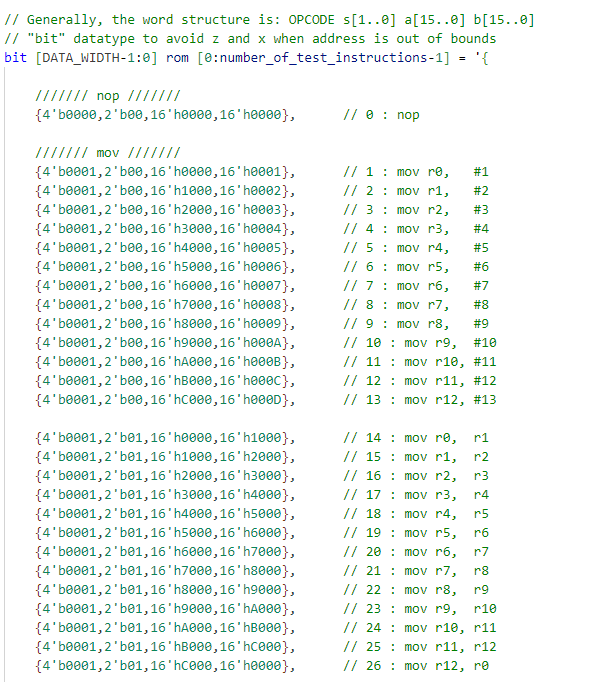 // Generally, the word structure is: OPCODE s[1..0] a[15..0] b[15..0]
// "bit" datatype to avoid z and x when address is out of bounds
bit [DATA_WIDTH-1:0] rom [0:number_of_test_instructions-1] = '{
/////// nop ///////
{4'b0000,2'b00,16'h0000,16'h0000}, // 0 : nop
/////// mov ///////
{4'b0001,2'b00,16'h0000,16'h0001}, // 1 : mov r0, #1
{4'b0001,2'b00,16'h1000,16'h0002}, // 2 : mov r1, #2
{4'b0001,2'b00,16'h2000,16'h0003}, // 3 : mov r2, #3
{4'b0001,2'b00,16'h3000,16'h0004}, // 4 : mov r3, #4
{4'b0001,2'b00,16'h4000,16'h0005}, // 5 : mov r4, #5
{4'b0001,2'b00,16'h5000,16'h0006}, // 6 : mov r5, #6
{4'b0001,2'b00,16'h6000,16'h0007}, // 7 : mov r6, #7
{4'b0001,2'b00,16'h7000,16'h0008}, // 8 : mov r7, #8
{4'b0001,2'b00,16'h8000,16'h0009}, // 9 : mov r8, #9
{4'b0001,2'b00,16'h9000,16'h000A}, // 10 : mov r9, #10
{4'b0001,2'b00,16'hA000,16'h000B}, // 11 : mov r10, #11
{4'b0001,2'b00,16'hB000,16'h000C}, // 12 : mov r11, #12
{4'b0001,2'b00,16'hC000,16'h000D}, // 13 : mov r12, #13
{4'b0001,2'b01,16'h0000,16'h1000}, // 14 : mov r0, r1
{4'b0001,2'b01,16'h1000,16'h2000}, // 15 : mov r1, r2
{4'b0001,2'b01,16'h2000,16'h3000}, // 16 : mov r2, r3
{4'b0001,2'b01,16'h3000,16'h4000}, // 17 : mov r3, r4
{4'b0001,2'b01,16'h4000,16'h5000}, // 18 : mov r4, r5
{4'b0001,2'b01,16'h5000,16'h6000}, // 19 : mov r5, r6
{4'b0001,2'b01,16'h6000,16'h7000}, // 20 : mov r6, r7
{4'b0001,2'b01,16'h7000,16'h8000}, // 21 : mov r7, r8
{4'b0001,2'b01,16'h8000,16'h9000}, // 22 : mov r8, r9
{4'b0001,2'b01,16'h9000,16'hA000}, // 23 : mov r9, r10
{4'b0001,2'b01,16'hA000,16'hB000}, // 24 : mov r10, r11
{4'b0001,2'b01,16'hB000,16'hC000}, // 25 : mov r11, r12
{4'b0001,2'b01,16'hC000,16'h0000}, // 26 : mov r12, r0